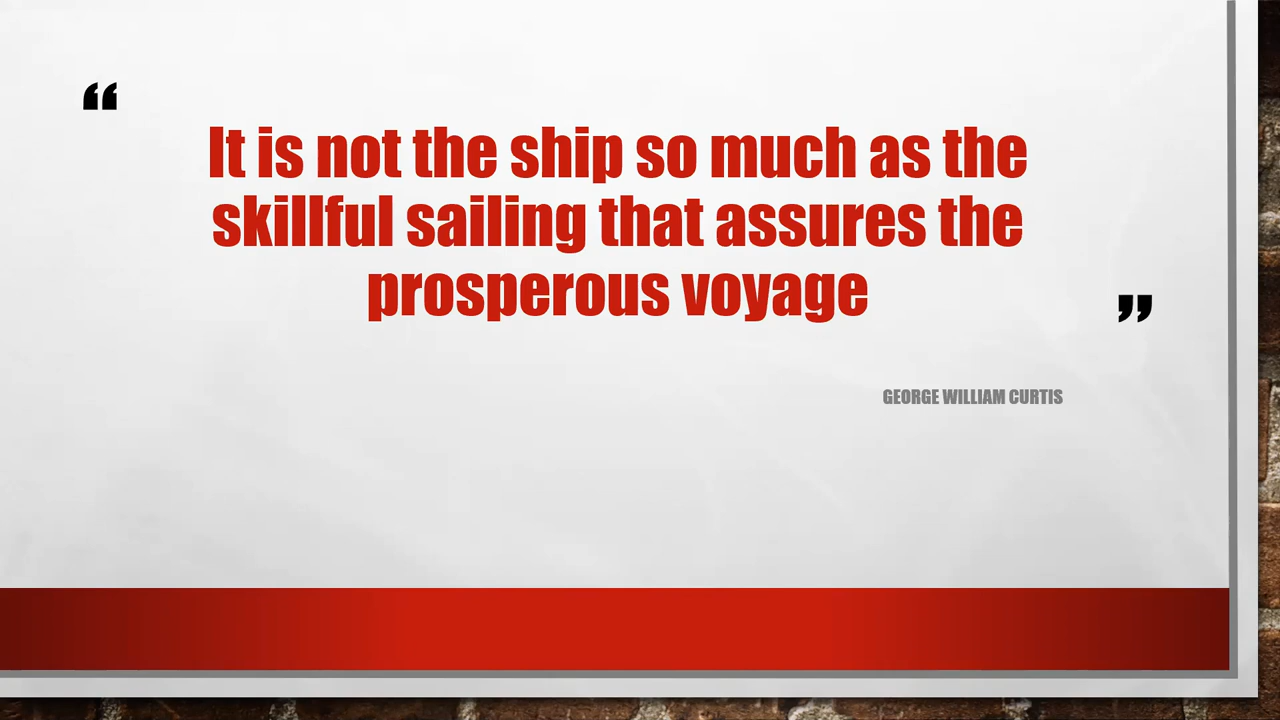 “
It is not the ship so much as the
skillful sailing that assures the
prosperous voyage
”
GEORGE WILLIAM CURTIS